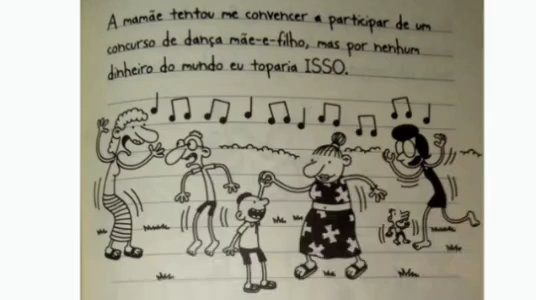 A mamãe tentou me convencer a participar de um
concurso de dança mãe-e-filho, mas por nenhum
dinheiro do mundo eu toparia ISSO.